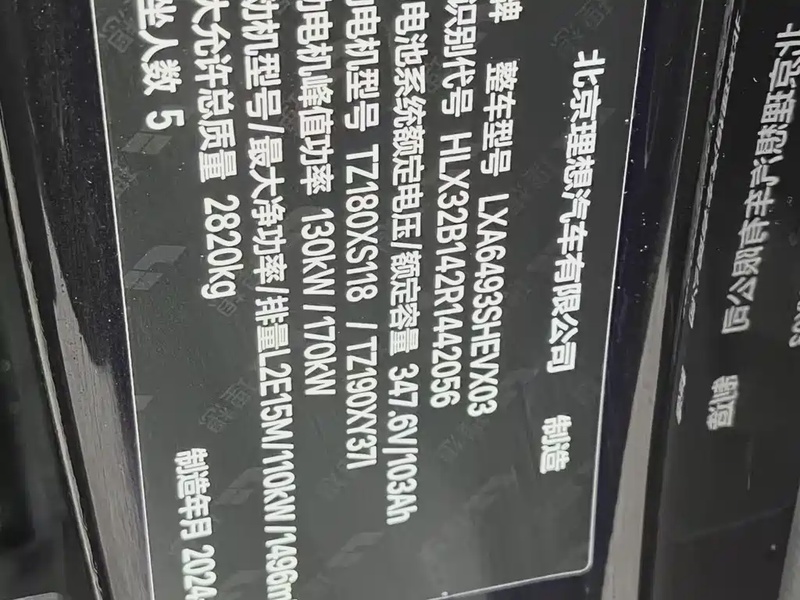 北京理想汽车有限公司 制造
牌 整车型号 LXA6493SHEVX03
识别代号 HLX32B142R1442056
电池系统额定电压/额定容量 347.6V/103Ah
电机型号 TZ180XS118 /TZ190XY37I
电机峰值功率 130kW/170kW
动机型号/最大净功率/排量L2E15M/110kW/1496m
大允许总质量 2820kg
坐人数 5 制造年月 2024